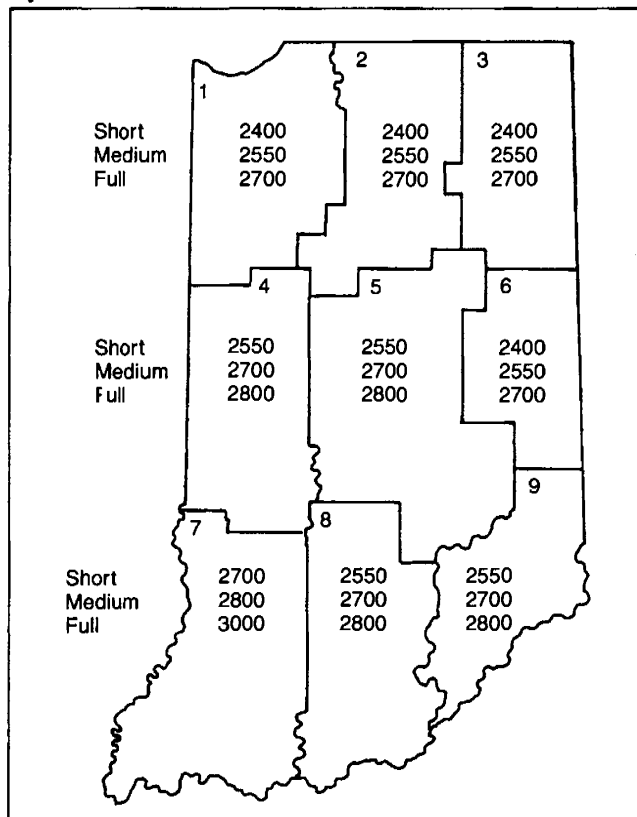 1 2 3
Short 2400 2400 2400
Medium 2550 2550 2550
Full 2700 2700 2700
4 5 6
Short 2550 2550 2400
Medium 2700 2700 2550
Full 2800 2800 2700
7 8 9
Short 2700 2550 2550
Medium 2800 2700 2700
Full 3000 2800 2800